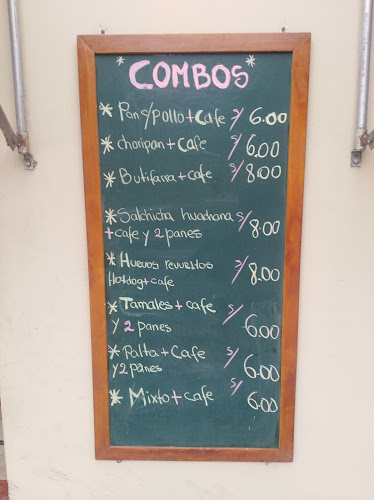 * COMBOS *
* Pan s/pollo + Cafe s/ 6.00
* choripan + Cafe s/ 6.00
* Butifarra + cafe s/ 8.00
* Salchicha huachana s/
+ cafe y 2 panes 8.00
* Huevos revueltos s/
Hotdog + cafe 8.00
* Tamales + cafe s/
y 2 panes 6.00
* Palta + Cafe s/
y 2 panes 6.00
* Mixto + cafe s/ 6.00